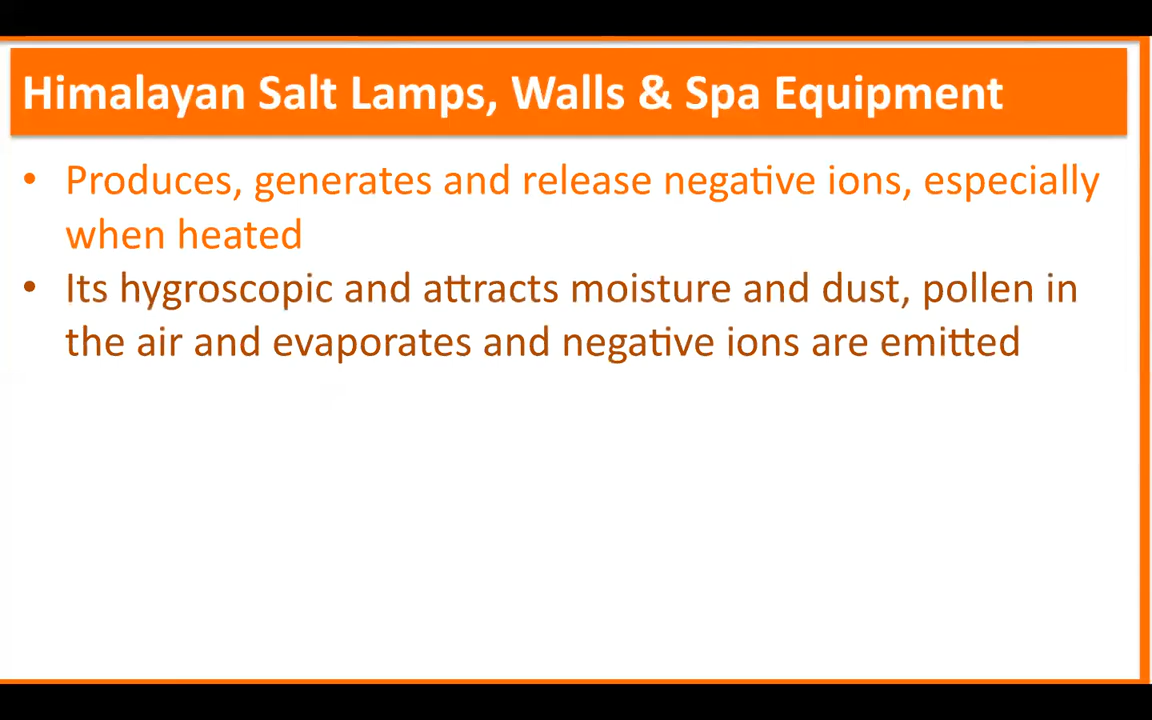 Himalayan Salt Lamps, Walls & Spa Equipment
• Produces, generates and release negative ions, especially
when heated
• Its hygroscopic and attracts moisture and dust, pollen in
the air and evaporates and negative ions are emitted